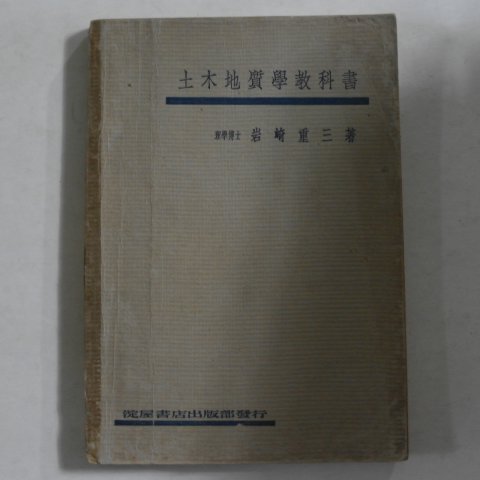 土木地質學教科書
理學博士 岩崎重三著
淀屋書店出版部發行